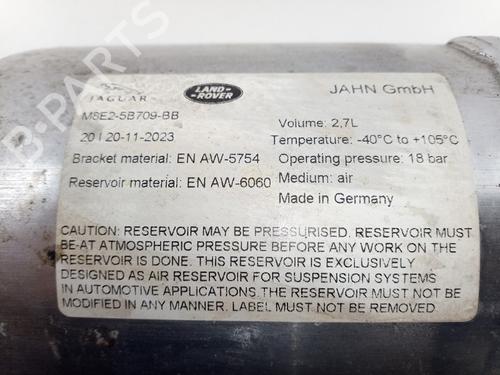 JAGUAR
LAND-
ROVER
JAHN GmbH
M8E2-5B709-BB
20 | 20-11-2023
Bracket material: EN AW-5754
Reservoir material: EN AW-6060
Volume: 2,7L
Temperature: -40°C to +105°C
Operating pressure: 18 bar
Medium: air
Made in Germany
CAUTION: RESERVOIR MAY BE PRESSURISED. RESERVOIR MUST
BE AT ATMOSPHERIC PRESSURE BEFORE ANY WORK ON THE
RESERVOIR IS DONE. THIS RESERVOIR IS EXCLUSIVELY
DESIGNED AS AIR RESERVOIR FOR SUSPENSION SYSTEMS
IN AUTOMOTIVE APPLICATIONS. THE RESERVOIR MUST NOT BE
MODIFIED IN ANY MANNER. LABEL MUST NOT BE REMOVED
B-PARTS